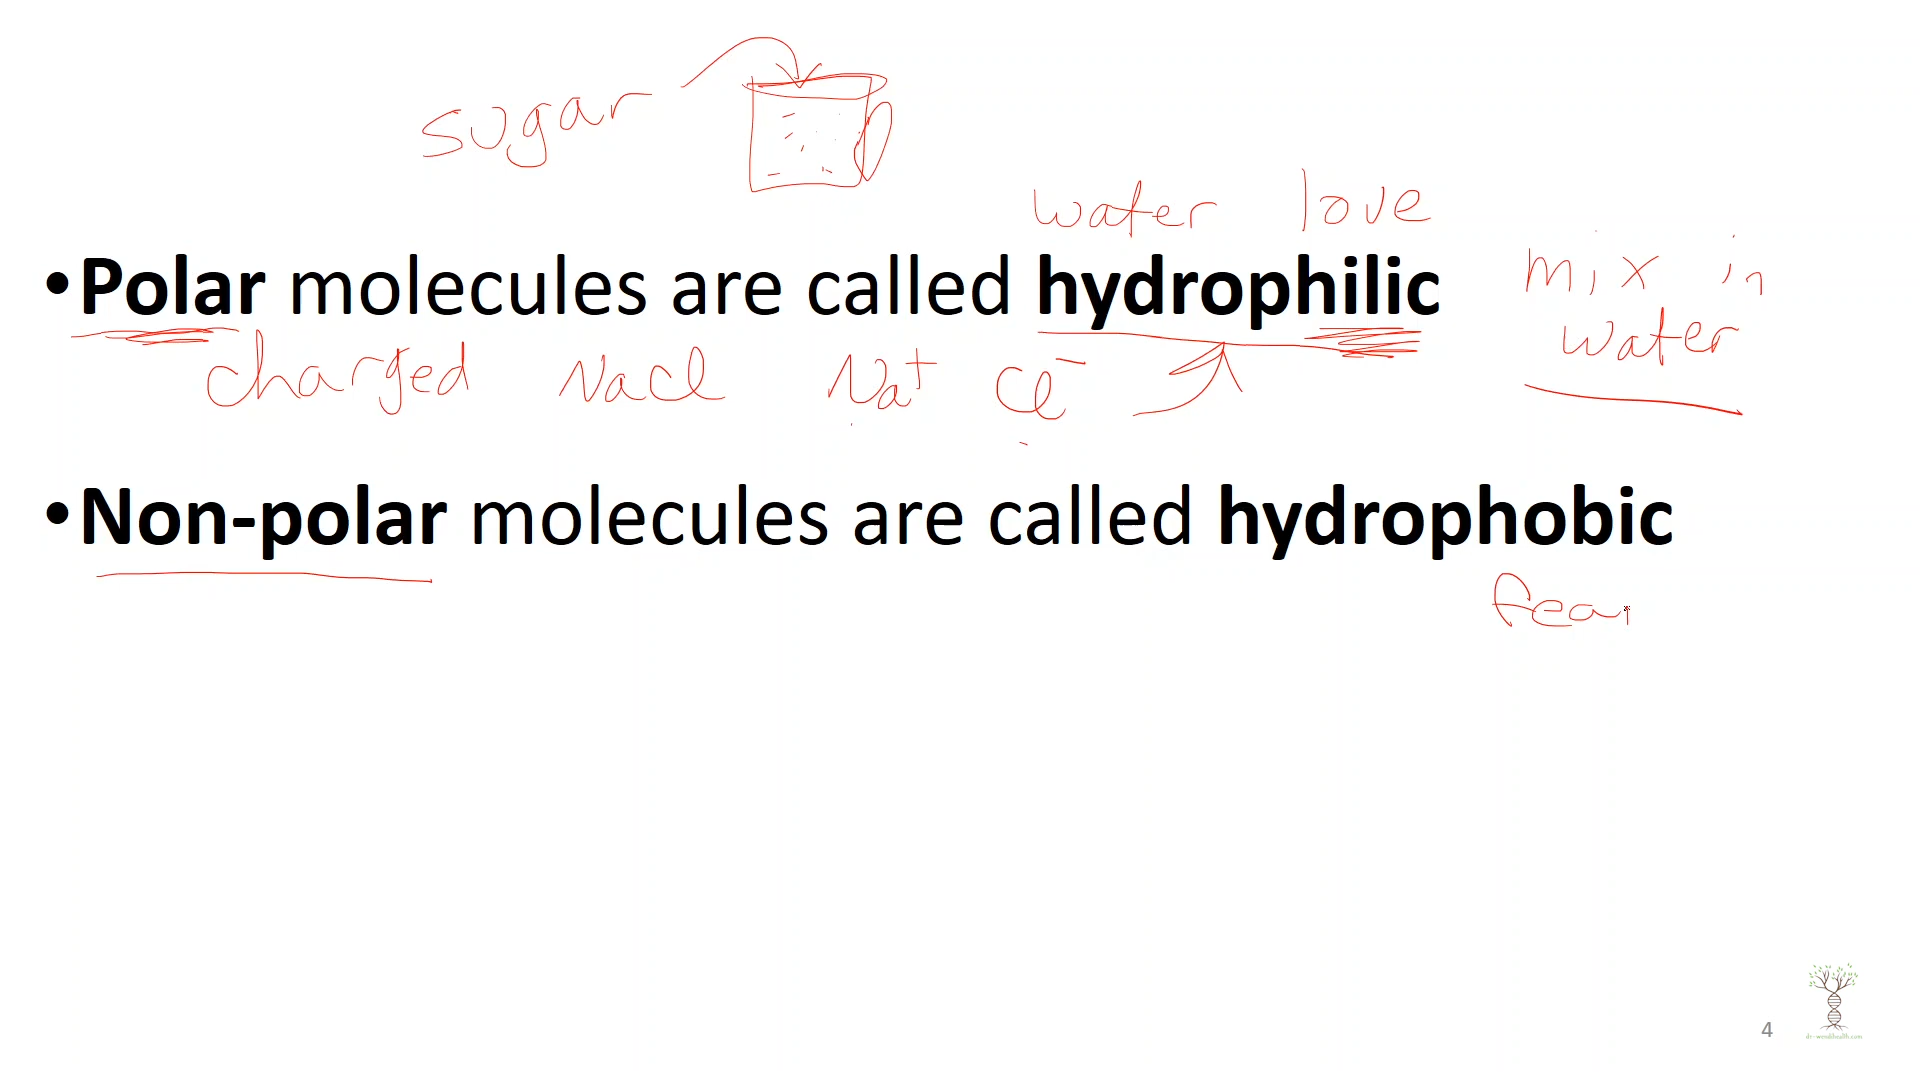 sugar
water love
•Polar molecules are called hydrophilic
mix in
water
charged NaCl Na+ Cl-
•Non-polar molecules are called hydrophobic
fear
4